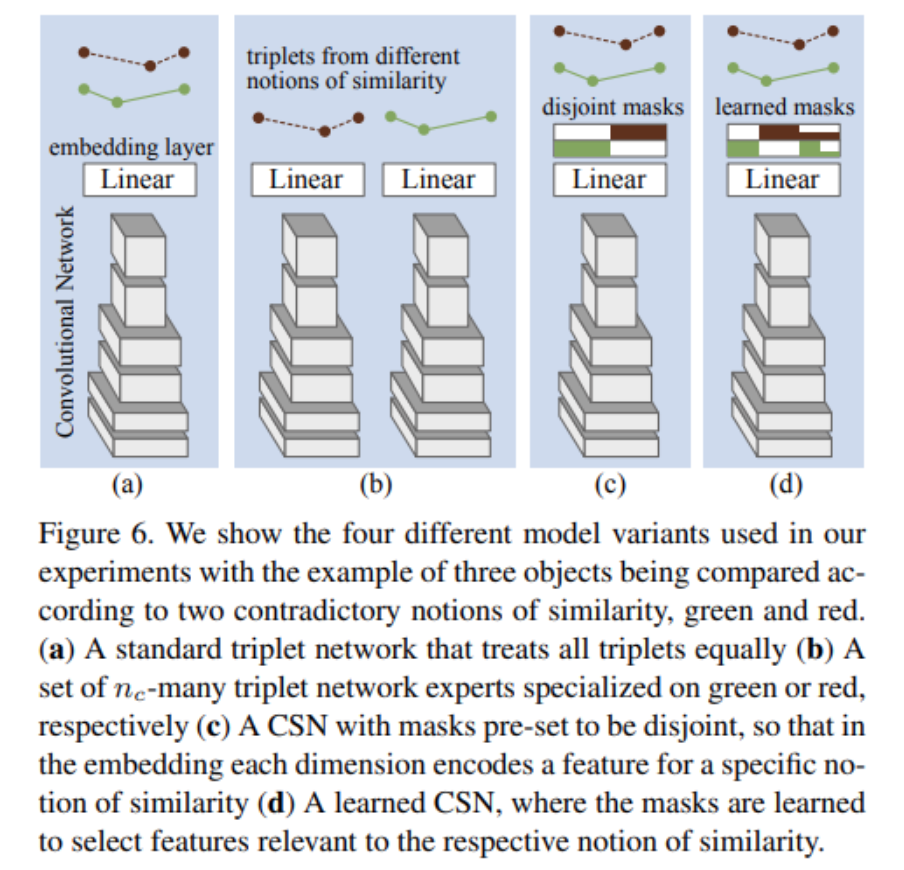 triplets from different
notions of similarity
disjoint masks
learned masks
embedding layer
Linear
Linear
Linear
Linear
Linear
Convolutional Network
(a)
(b)
(c)
(d)
Figure 6. We show the four different model variants used in our
experiments with the example of three objects being compared ac-
cording to two contradictory notions of similarity, green and red.
(a) A standard triplet network that treats all triplets equally (b) A
set of n_c-many triplet network experts specialized on green or red,
respectively (c) A CSN with masks pre-set to be disjoint, so that in
the embedding each dimension encodes a feature for a specific no-
tion of similarity (d) A learned CSN, where the masks are learned
to select features relevant to the respective notion of similarity.